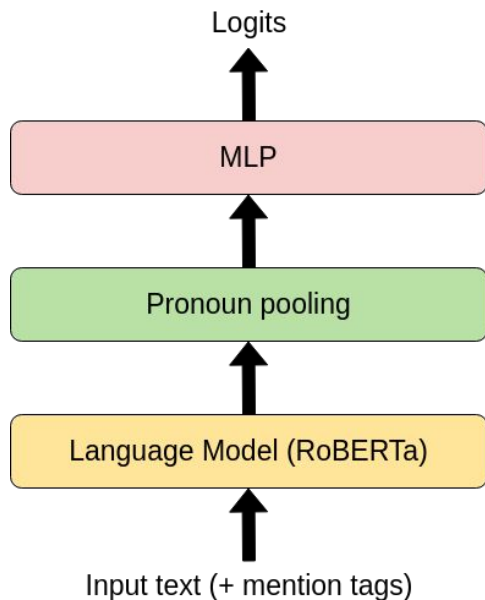 Logits
MLP
Pronoun pooling
Language Model (RoBERTa)
Input text (+ mention tags)